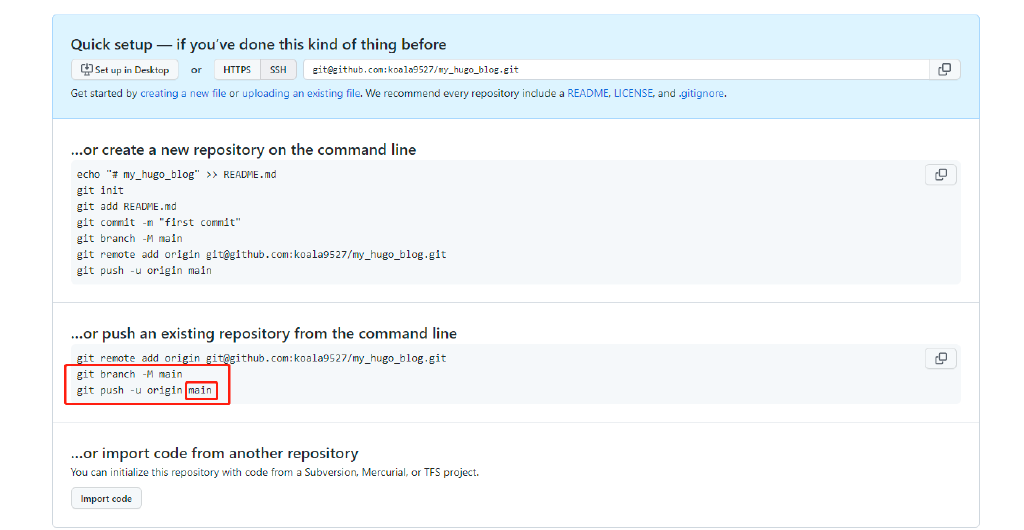 Quick setup — if you've done this kind of thing before
Set up in Desktop or HTTPS SSH git@github.com:koala9527/my_hugo_blog.git
Get started by creating a new file or uploading an existing file. We recommend every repository include a README, LICENSE, and .gitignore.
...or create a new repository on the command line
echo "# my_hugo_blog" >> README.md
git init
git add README.md
git commit -m "first commit"
git branch -M main
git remote add origin git@github.com:koala9527/my_hugo_blog.git
git push -u origin main
...or push an existing repository from the command line
git remote add origin git@github.com:koala9527/my_hugo_blog.git
git branch -M main
git push -u origin main
...or import code from another repository
You can initialize this repository with code from a Subversion, Mercurial, or TFS project.
Import code